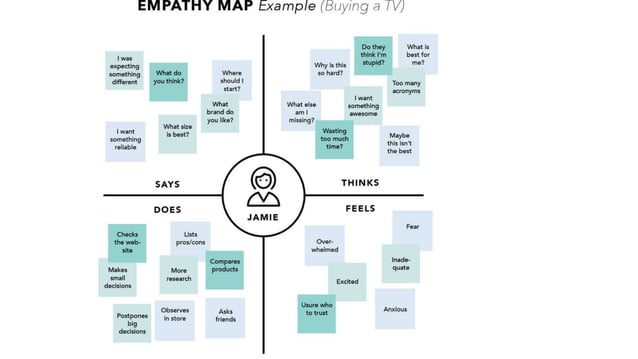 EMPATHY MAP Example (Buying a TV)
I was
expecting
something
different
What do
you think?
Where
should I
start?
What
brand do
you like?
What size
is best?
I want
something
reliable
SAYS
Do they
think I'm
stupid?
What is
best for
me?
Why is this
so hard?
Too many
acronyms
I want
something
awesome
What else
am I
missing?
Wasting
too much
time?
Maybe
this isn't
the best
THINKS
JAMIE
DOES
Checks
the web-
site
Lists
pros/cons
Compares
products
Makes
small
decisions
More
research
Postpones
big
decisions
Observes
in store
Asks
friends
FEELS
Fear
Over-
whelmed
Inade-
quate
Excited
Usure who
to trust
Anxious